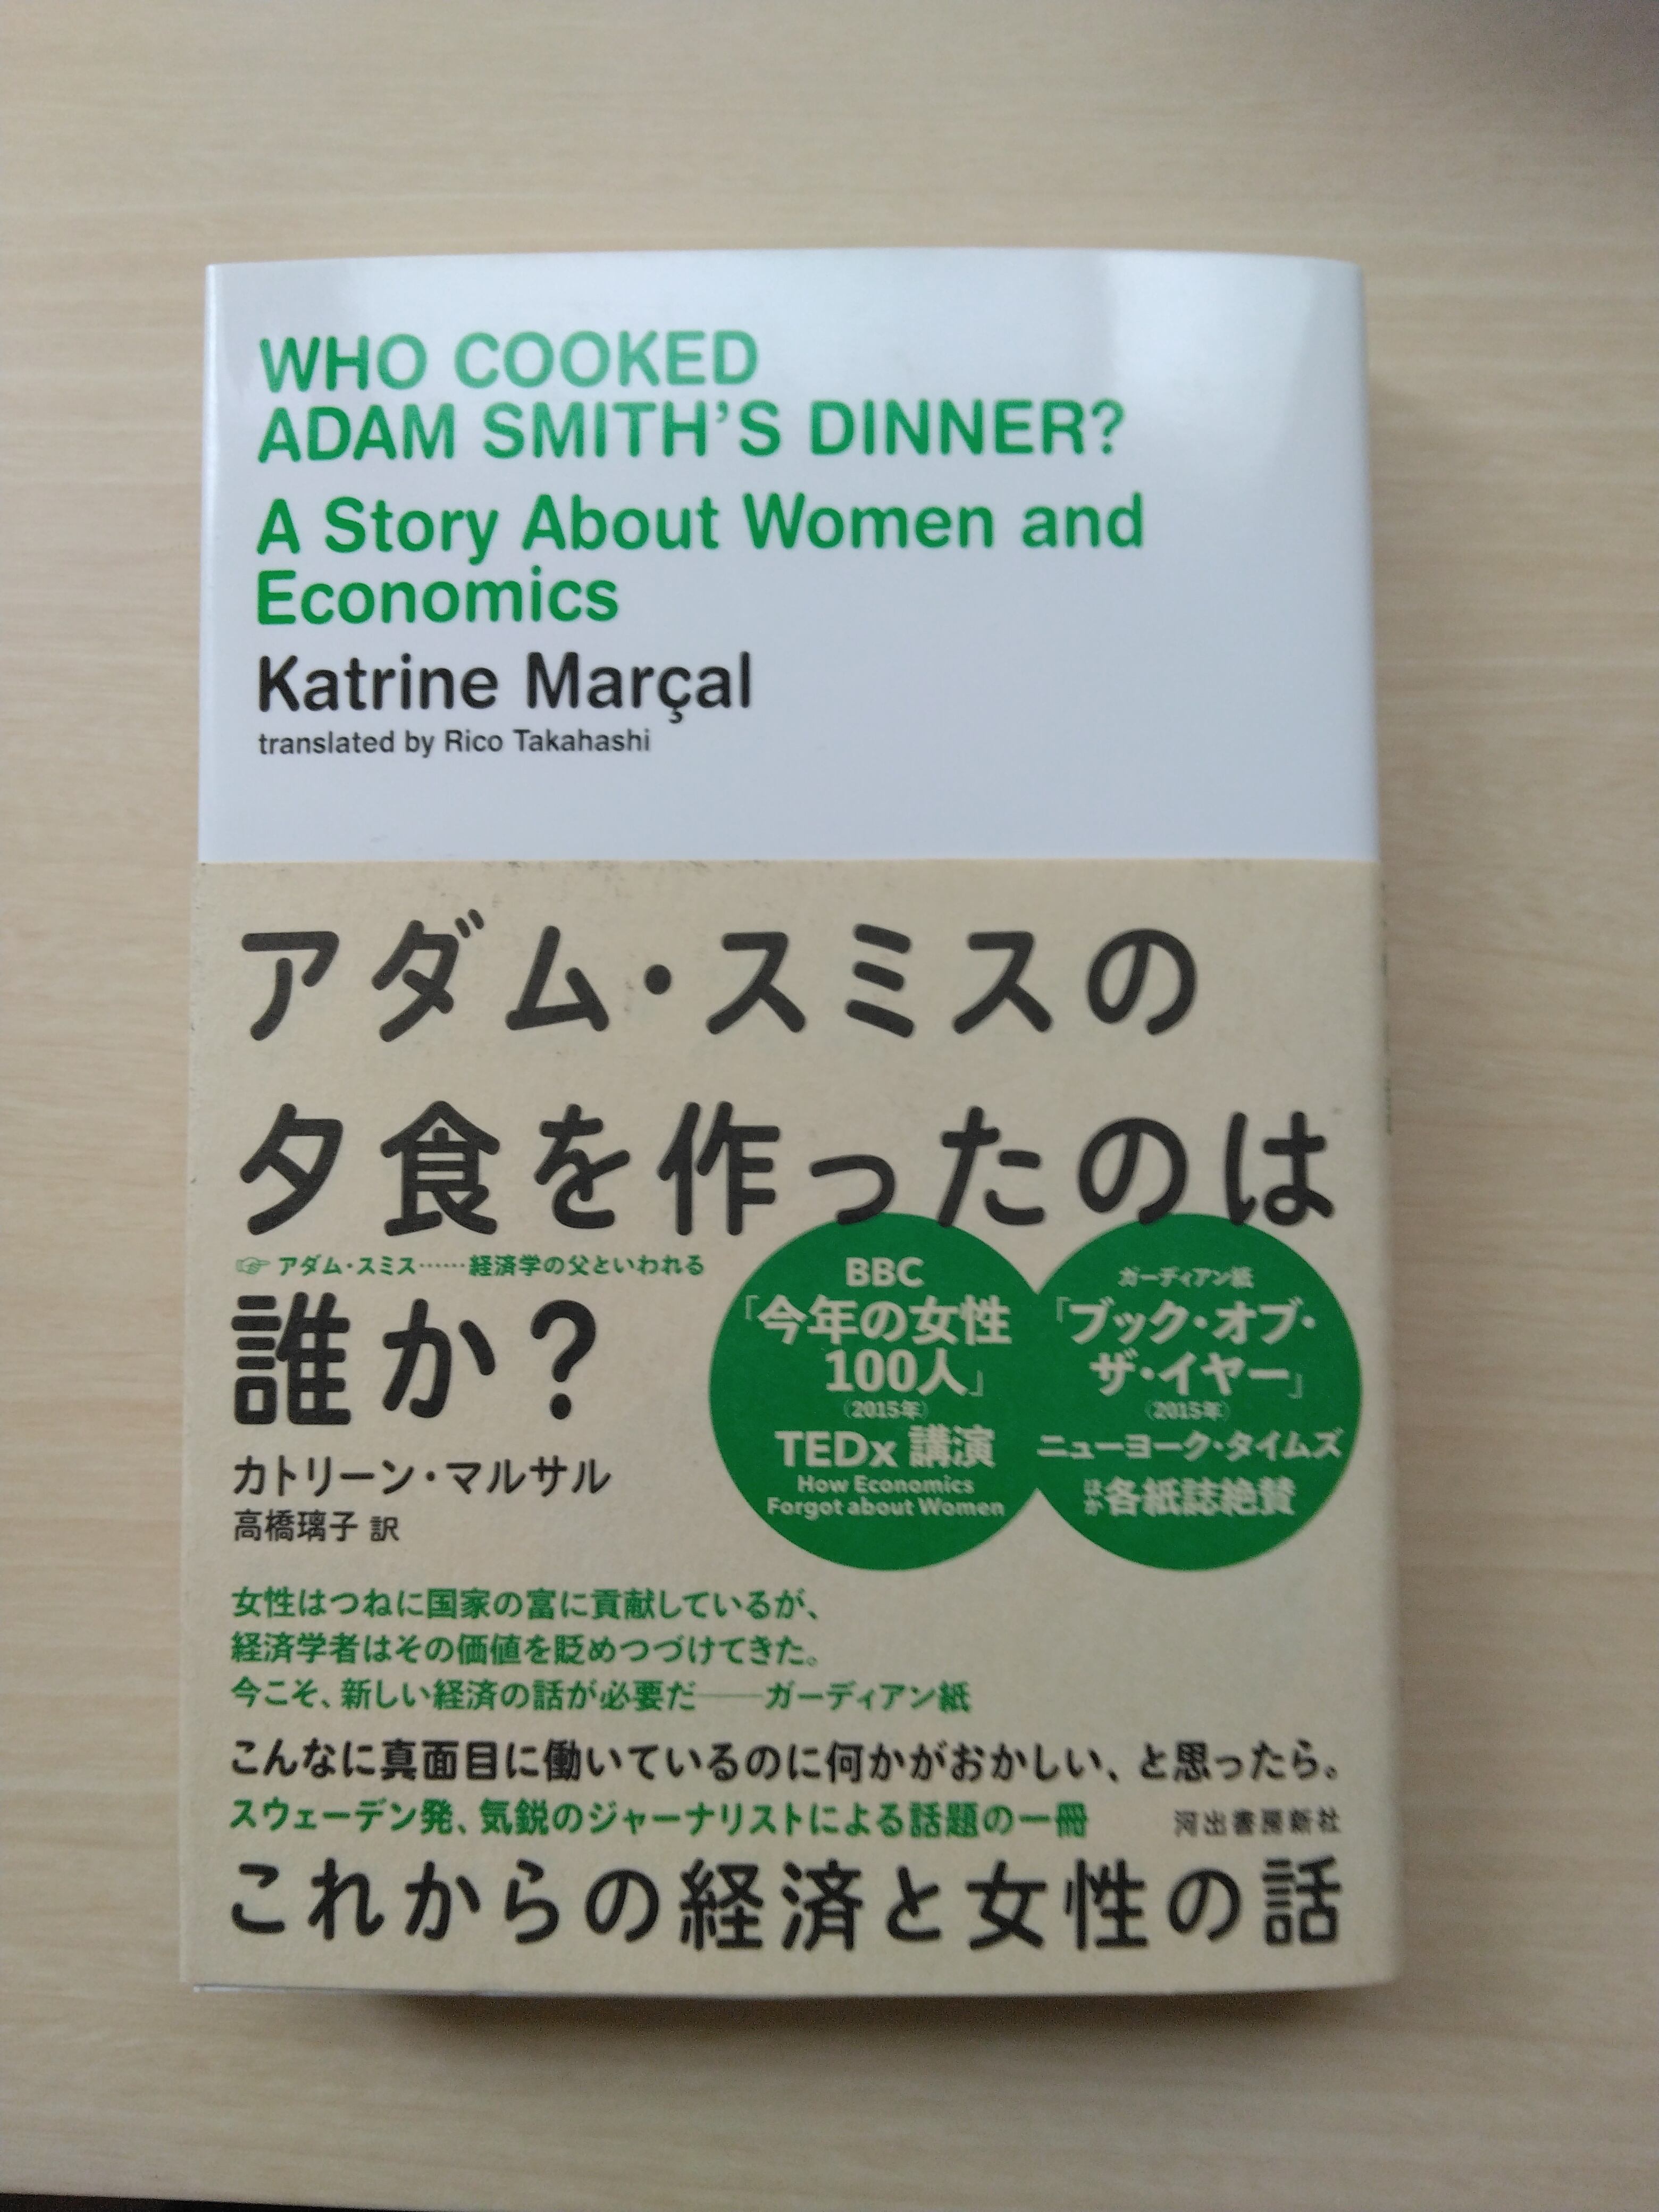 WHO COOKED
ADAM SMITH'S DINNER?
A Story About Women and
Economics
Katrine Marçal
translated by Rico Takahashi
アダム・スミスの
夕食を作ったのは
☞ アダム・スミス……経済学の父といわれる
誰か？
カトリーン・マルサル
高橋璃子 訳
BBC
「今年の女性
100人」
(2015年)
TEDx 講演
How Economics
Forgot about Women
ガーディアン紙
「ブック・オブ・
ザ・イヤー」
(2015年)
ニューヨーク・タイムズ
ほか各紙誌絶賛
女性はつねに国家の富に貢献しているが、
経済学者はその価値を貶めつづけてきた。
今こそ、新しい経済の話が必要だ——ガーディアン紙
こんなに真面目に働いているのに何かがおかしい、と思ったら。
スウェーデン発、気鋭のジャーナリストによる話題の一冊
河出書房新社
これからの経済と女性の話